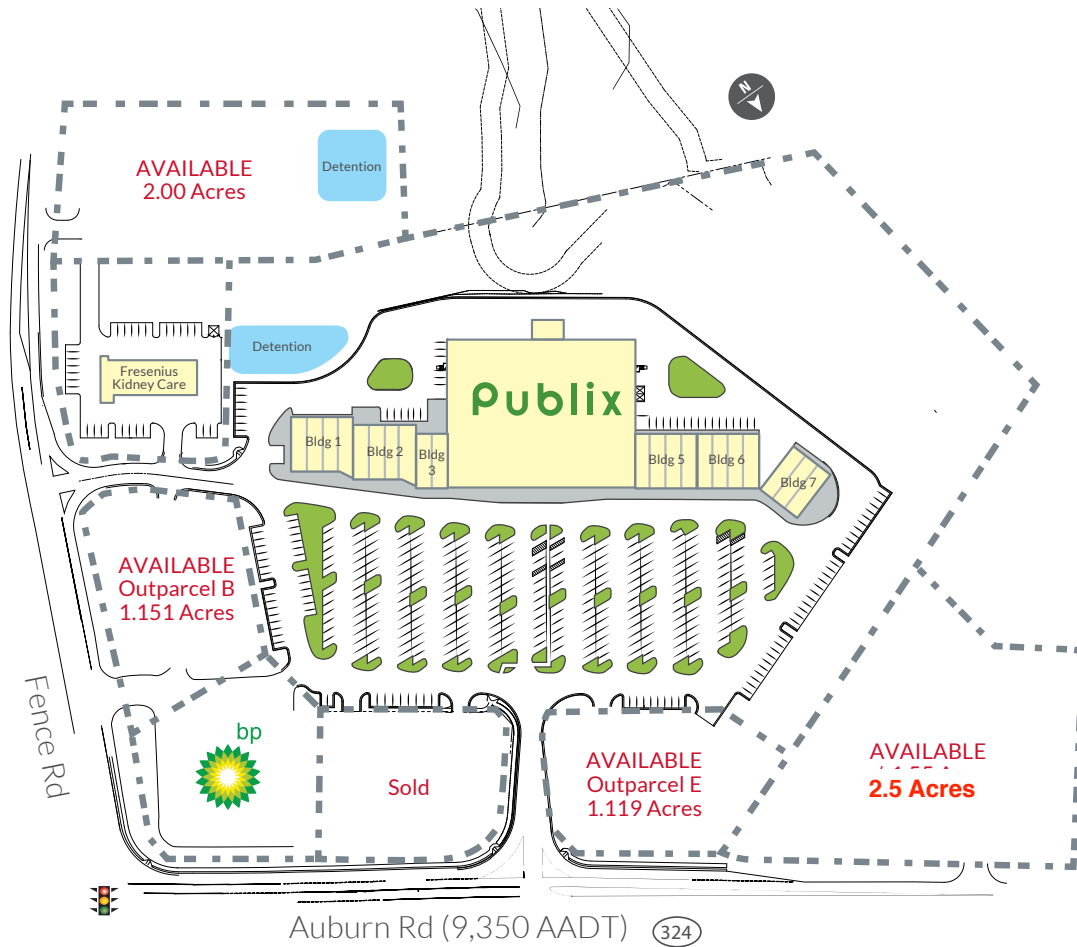 N
AVAILABLE
2.00 Acres
Detention
Detention
Fresenius
Kidney Care
Publix
Bldg 1
Bldg 2
Bldg
3
Bldg 5
Bldg 6
Bldg 7
AVAILABLE
Outparcel B
1.151 Acres
Fence Rd
bp
Sold
AVAILABLE
Outparcel E
1.119 Acres
AVAILABLE
2.5 Acres
Auburn Rd (9,350 AADT)
324